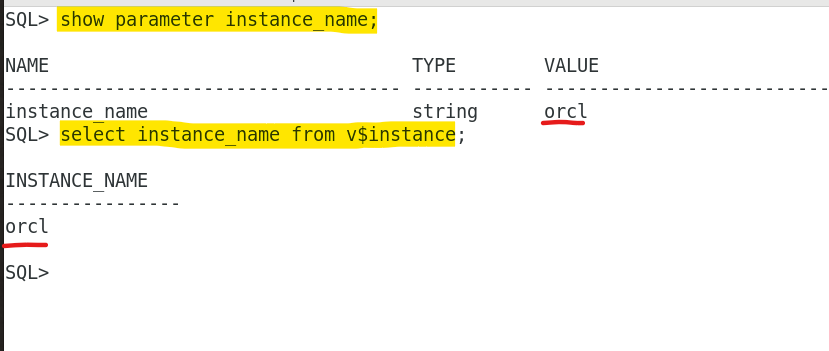 SQL> show parameter instance_name;
NAME TYPE VALUE
------------------------------------ ----------- --------------------------
instance_name string orcl
SQL> select instance_name from v$instance;
INSTANCE_NAME
----------------
orcl
SQL>